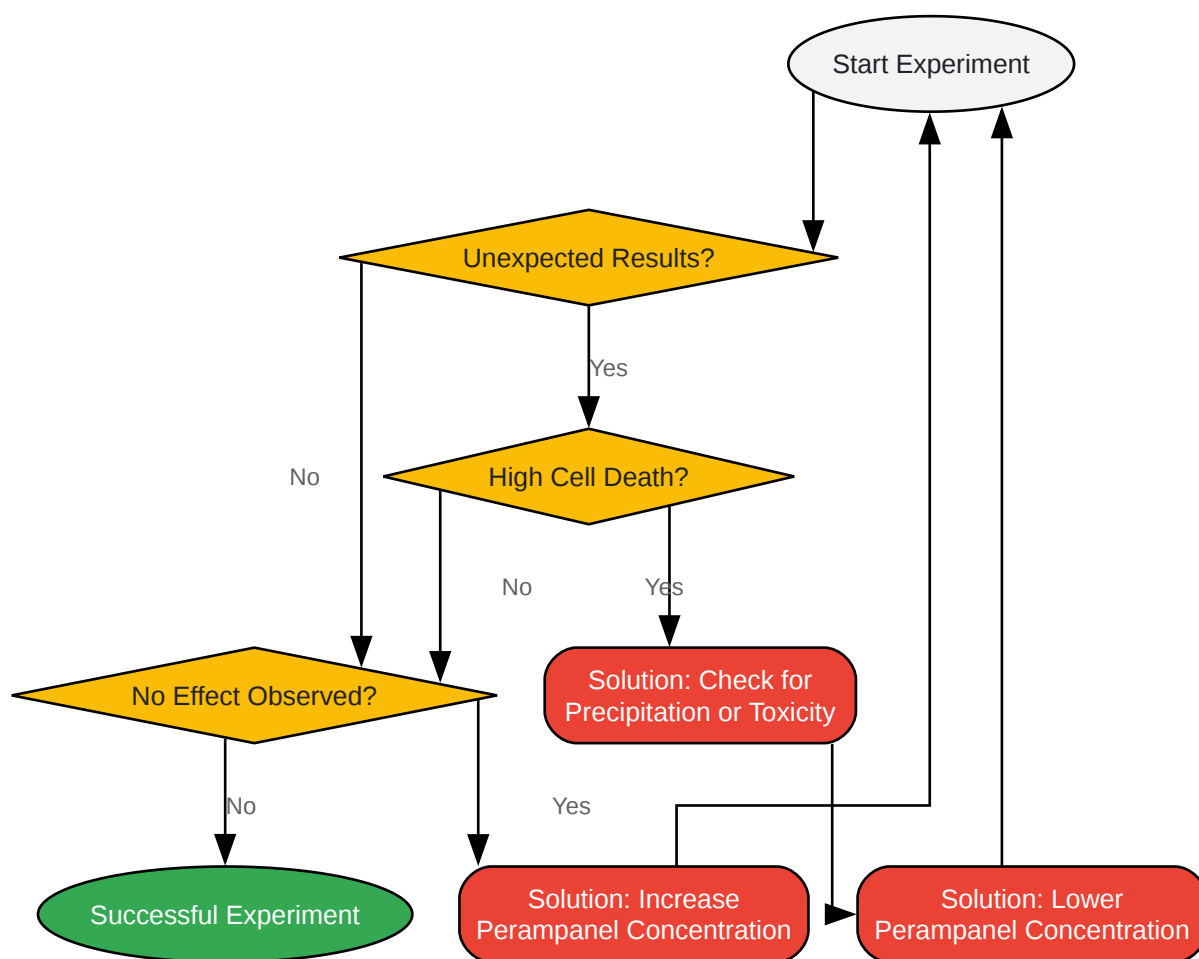 Start Experiment
Unexpected Results?
Yes
High Cell Death?
No
No
Yes
Solution: Check for
Precipitation or Toxicity
No Effect Observed?
No
Yes
Successful Experiment
Solution: Increase
Perampanel Concentration
Solution: Lower
Perampanel Concentration